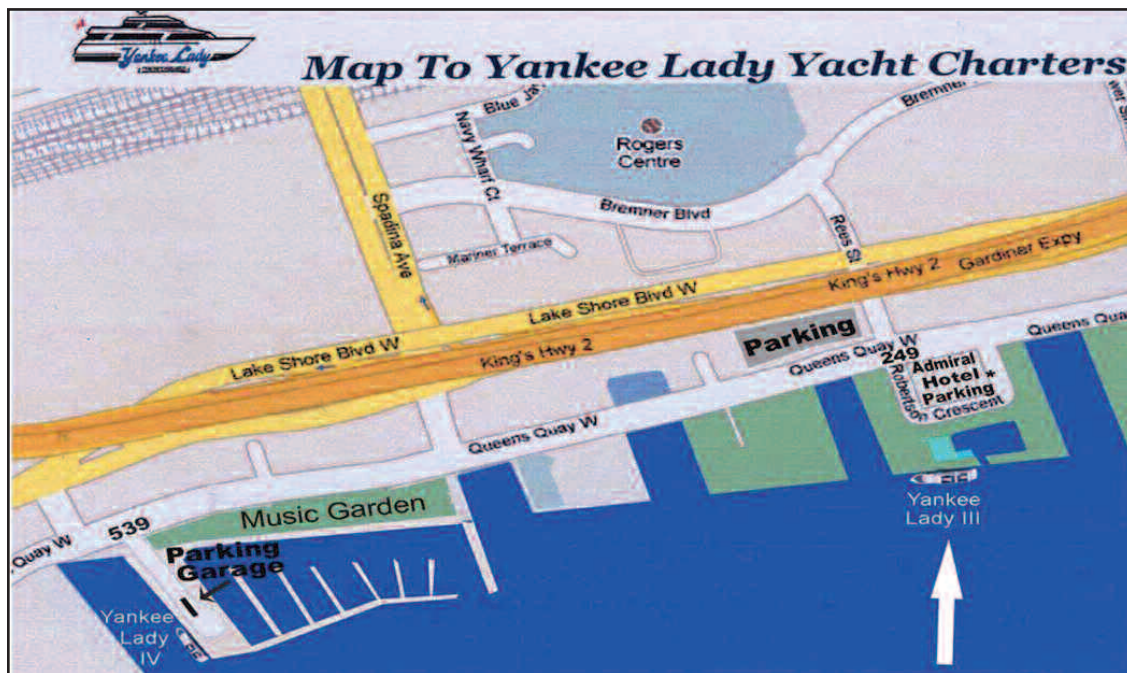 Yankee Lady
Map To Yankee Lady Yacht Charters
Blue Ja
Bremner
Navy Wharf Ct
Rogers
Centre
Spadina Ave
Bremner Blvd
Rees St
Mariner Terrace
King's Hwy 2
Gardiner Expy
Lake Shore Blvd W
Lake Shore Blvd W
King's Hwy 2
Parking
Queens Qua
Queens Quay W
249
Admiral
Hotel *
Parking
Robertson Crescent
Queens Quay W
Music Garden
539
Quay W
Parking
Garage
Yankee
Lady III
Yankee
Lady
IV